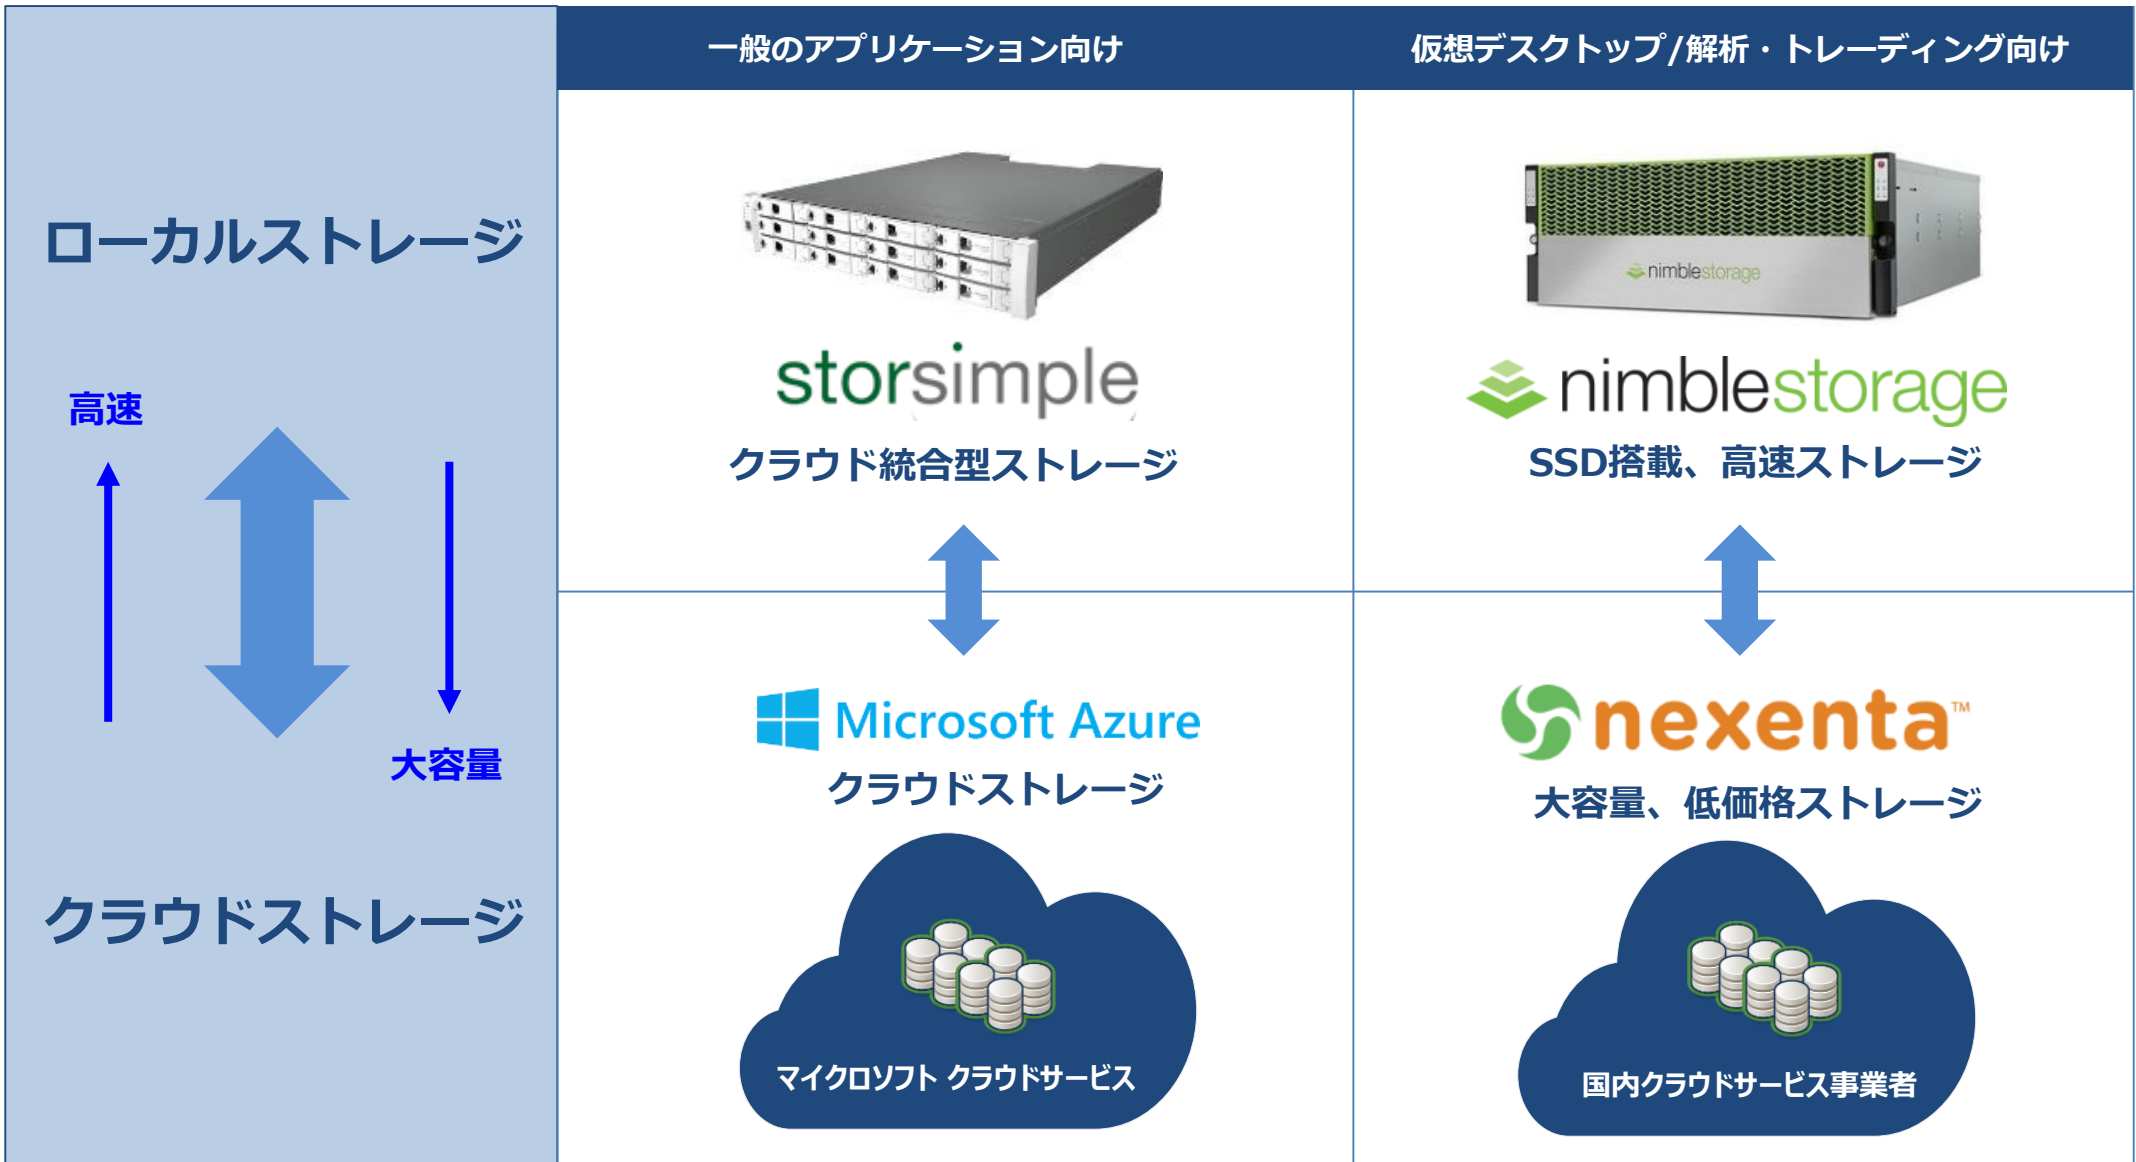 一般のアプリケーション向け
仮想デスクトップ/解析・トレーディング向け
ローカルストレージ
高速
大容量
クラウドストレージ
storsimple
クラウド統合型ストレージ
nimblestorage
nimblestorage
SSD搭載、高速ストレージ
Microsoft Azure
クラウドストレージ
マイクロソフト クラウドサービス
nexenta™
大容量、低価格ストレージ
国内クラウドサービス事業者